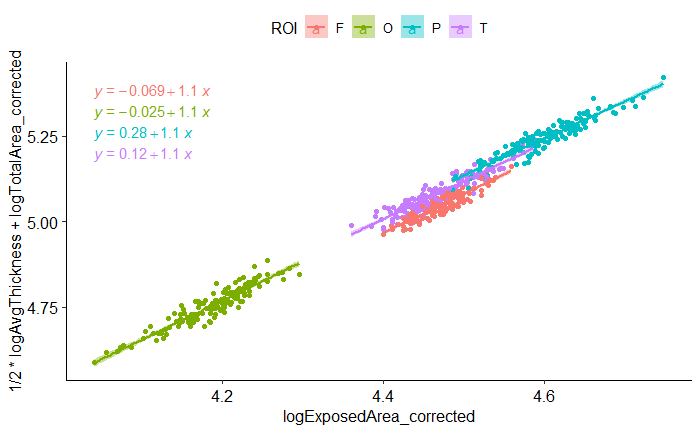 ROI a F a O a P a T
y = −0.069 + 1.1 x
y = −0.025 + 1.1 x
y = 0.28 + 1.1 x
y = 0.12 + 1.1 x
1/2 * logAvgThickness + logTotalArea_corrected
5.25
5.00
4.75
4.2 4.4 4.6
logExposedArea_corrected